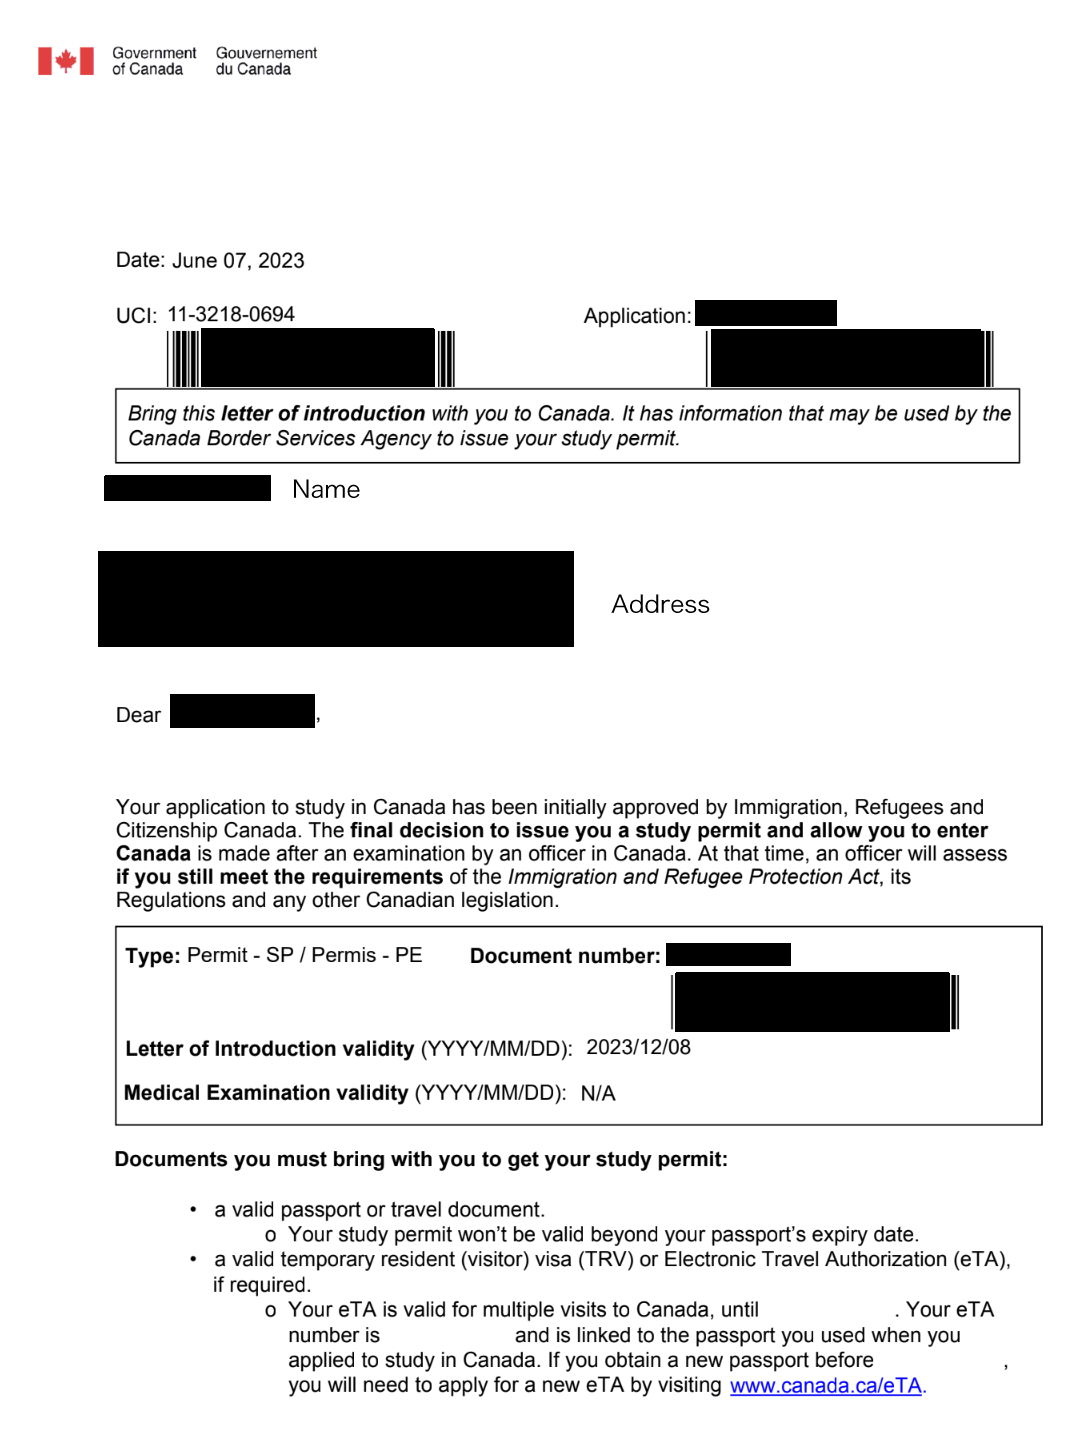 Government of Canada
Gouvernement du Canada
Date: June 07, 2023
UCI: 11-3218-0694
Application:
Bring this letter of introduction with you to Canada. It has information that may be used by the
Canada Border Services Agency to issue your study permit.
Name
Address
Dear ,
Your application to study in Canada has been initially approved by Immigration, Refugees and
Citizenship Canada. The final decision to issue you a study permit and allow you to enter
Canada is made after an examination by an officer in Canada. At that time, an officer will assess
if you still meet the requirements of the Immigration and Refugee Protection Act, its
Regulations and any other Canadian legislation.
Type: Permit - SP / Permis - PE Document number:
Letter of Introduction validity (YYYY/MM/DD): 2023/12/08
Medical Examination validity (YYYY/MM/DD): N/A
Documents you must bring with you to get your study permit:
• a valid passport or travel document.
o Your study permit won't be valid beyond your passport's expiry date.
• a valid temporary resident (visitor) visa (TRV) or Electronic Travel Authorization (eTA),
if required.
o Your eTA is valid for multiple visits to Canada, until . Your eTA
number is and is linked to the passport you used when you
applied to study in Canada. If you obtain a new passport before ,
you will need to apply for a new eTA by visiting www.canada.ca/eTA.